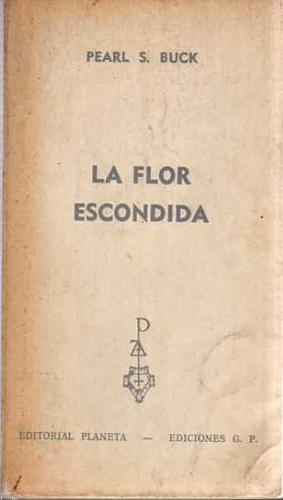 PEARL S. BUCK
LA FLOR
ESCONDIDA
EDITORIAL PLANETA — EDICIONES G. P.